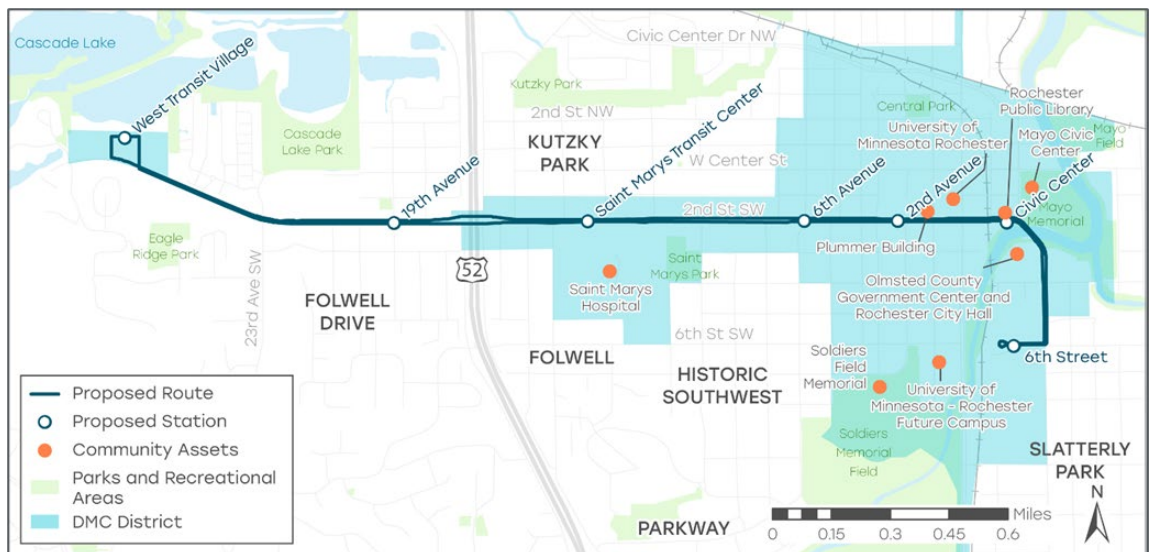 Cascade Lake
West Transit Village
Cascade
Lake Park
Kutzky Park
Civic Center Dr NW
2nd St NW
KUTZKY
PARK
W Center St
Central Park
University of
Minnesota Rochester
Rochester
Public Library
Mayo Civic
Center
Mayo
Field
Mayo
Memorial
19th Avenue
Saint Marys Transit Center
2nd St SW
6th Avenue
2nd Avenue
Civic Center
Plummer Building
Eagle
Ridge Park
23rd Ave SW
52
Saint Marys
Hospital
Saint
Marys Park
Olmsted County
Government Center and
Rochester City Hall
FOLWELL
DRIVE
FOLWELL
6th St SW
6th Street
HISTORIC
SOUTHWEST
Soldiers
Field
Memorial
University of
Minnesota - Rochester
Future Campus
Soldiers
Memorial
Field
SLATTERLY
PARK
PARKWAY
N
Miles
0 0.15 0.3 0.45 0.6
Proposed Route
Proposed Station
Community Assets
Parks and Recreational
Areas
DMC District